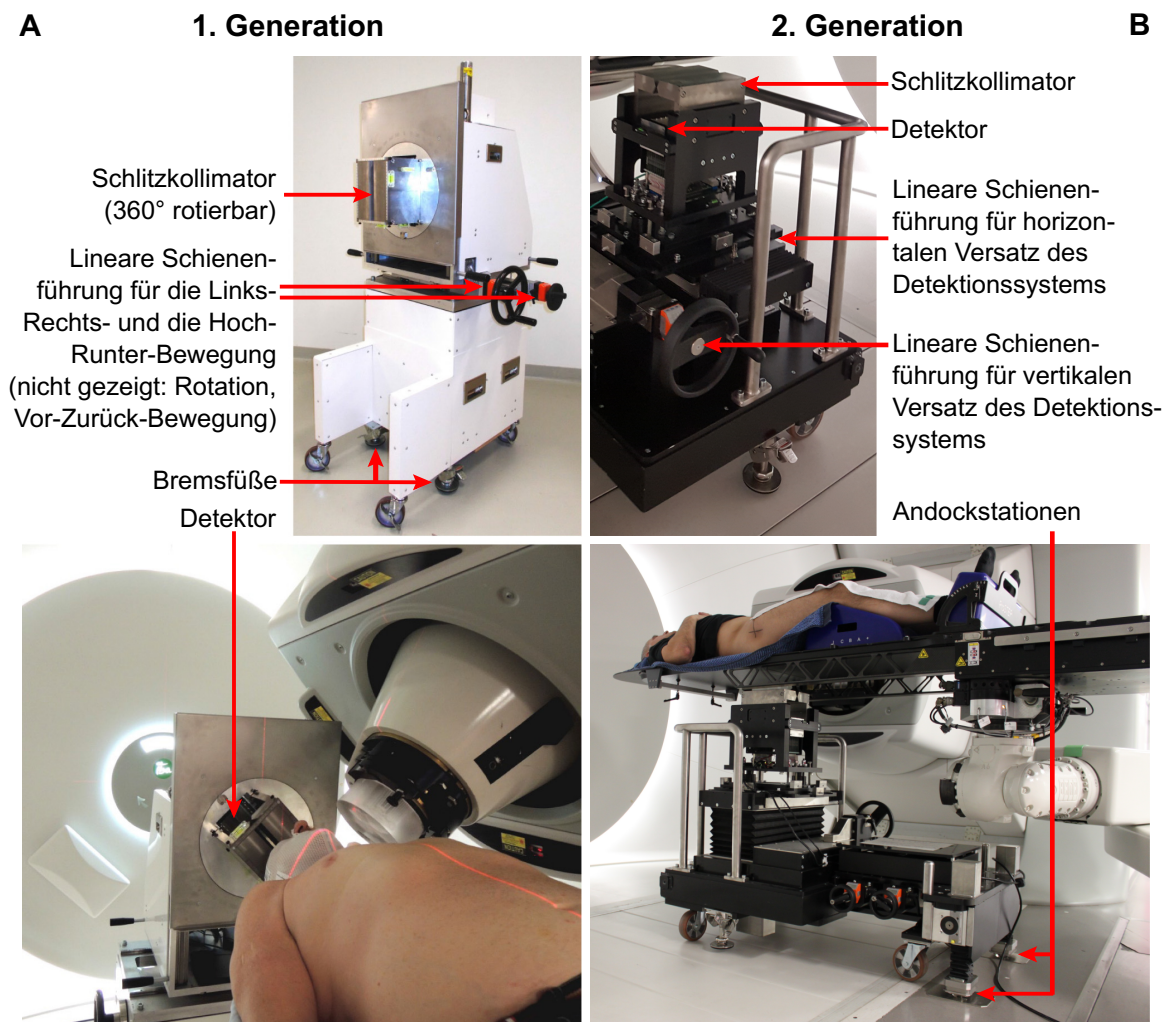 A
1. Generation
2. Generation
B
Schlitzkollimator
(360° rotierbar)
Lineare Schienen-
führung für die Links-
Rechts- und die Hoch-
Runter-Bewegung
(nicht gezeigt: Rotation,
Vor-Zurück-Bewegung)
Bremsfüße
Detektor
Schlitzkollimator
Detektor
Lineare Schienen-
führung für horizon-
talen Versatz des
Detektionssystems
Lineare Schienen-
führung für vertikalen
Versatz des Detektions-
systems
Andockstationen